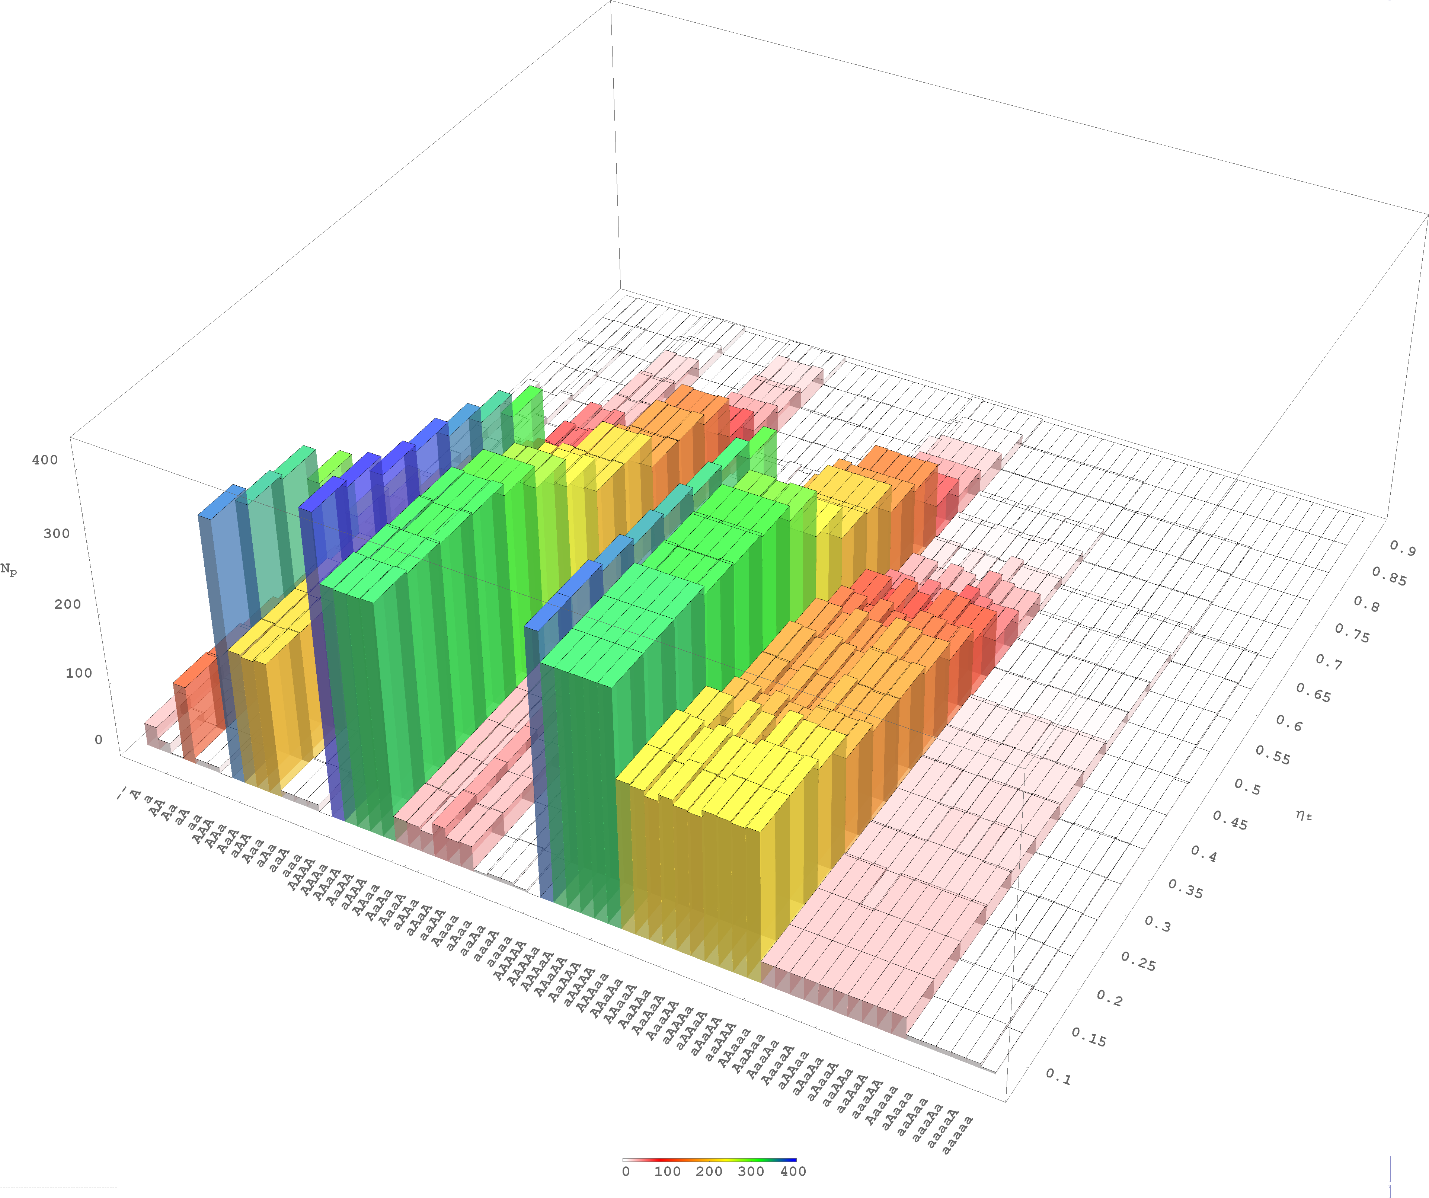 400
300
N_P
200
100
0
-
A
a
AA
Aa
aA
aa
AAA
AAa
AaA
aAA
Aaa
aAa
aaA
aaa
AAAA
AAAa
AAaA
AaAA
aAAA
AAaa
AaAa
AaaA
aAAa
aAaA
aaAA
Aaaa
aAaa
aaAa
aaaA
aaaa
AAAAA
AAAAa
AAAaA
AAaAA
AaAAA
aAAAA
AAAaa
AAaAa
AAaaA
AaAAa
AaAaA
AaaAA
aAAAa
aAAaA
aAaAA
aaAAA
AAaaa
AaAaa
AaaAa
AaaaA
aAAaa
aAaAa
aAaaA
aaAAa
aaAaA
aaaAA
Aaaaa
aAaaa
aaAaa
aaaAa
aaaaA
aaaaa
0.9
0.85
0.8
0.75
0.7
0.65
0.6
0.55
0.5
0.45
0.4
0.35
0.3
0.25
0.2
0.15
0.1
η_t
0 100 200 300 400